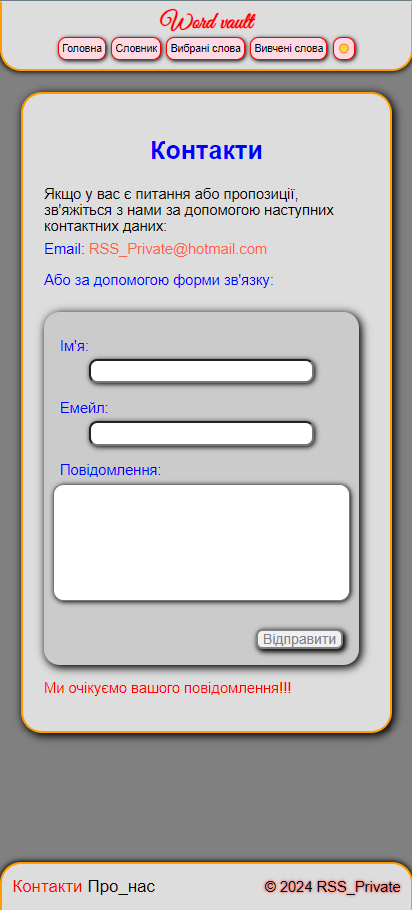 Word vault
Головна Словник Вибрані слова Вивчені слова
Контакти
Якщо у вас є питання або пропозиції,
зв'яжіться з нами за допомогою наступних
контактних даних:
Email: RSS_Private@hotmail.com
Або за допомогою форми зв'язку:
Ім'я:
Емейл:
Повідомлення:
Відправити
Ми очікуємо вашого повідомлення!!!
Контакти Про_нас © 2024 RSS_Private